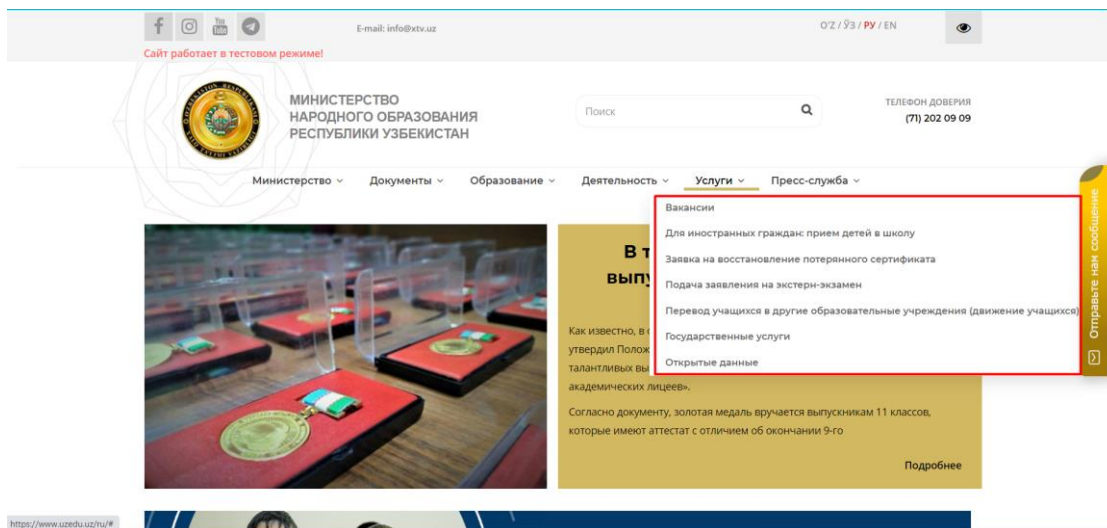 You
Tube
E-mail: info@xtv.uz
O'Z / ЎЗ / РУ / EN
Сайт работает в тестовом режиме!
МИНИСТЕРСТВО
НАРОДНОГО ОБРАЗОВАНИЯ
РЕСПУБЛИКИ УЗБЕКИСТАН
Поиск
ТЕЛЕФОН ДОВЕРИЯ
(71) 202 09 09
Министерство
Документы
Образование
Деятельность
Услуги
Пресс-служба
Вакансии
Для иностранных граждан: прием детей в школу
Заявка на восстановление потерянного сертификата
Подача заявления на экстерн-экзамен
Перевод учащихся в другие образовательные учреждения (движение учащихся)
Государственные услуги
Открытые данные
Отправьте нам сообщение
В т
выпу
Как известно, в
утвердил Полож
талантливых вы
академических лицеев».
Согласно документу, золотая медаль вручается выпускникам 11 классов,
которые имеют аттестат с отличием об окончании 9-го
Подробнее
https://www.uzedu.uz/ru/#